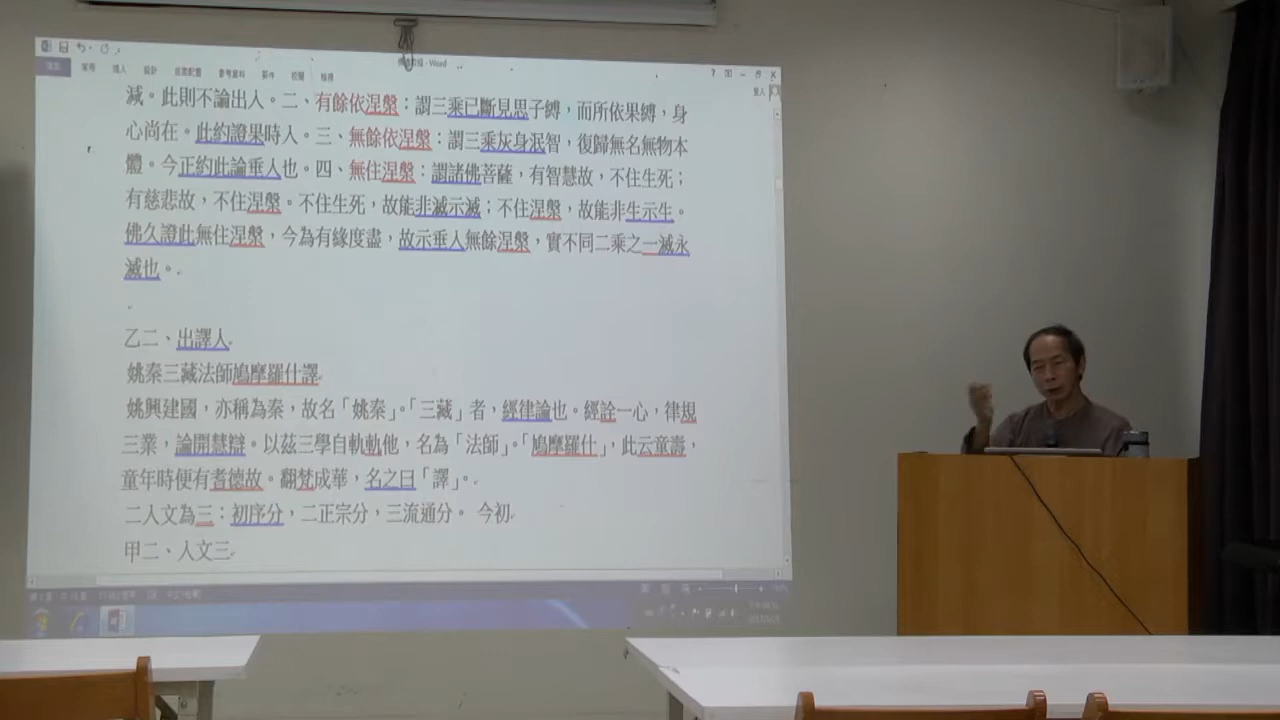 Word
減。此則不論出入。二、有餘依涅槃：謂三乘已斷見思子縛，而所依果縛，身
心尚在。此約證果時入。三、無餘依涅槃：謂三乘灰身泯智，復歸無名無物本
體。今正約此論垂入也。四、無住涅槃：謂諸佛菩薩，有智慧故，不住生死；
有慈悲故，不住涅槃。不住生死，故能非滅示滅；不住涅槃，故能非生示生。
佛久證此無住涅槃，今為有緣度盡，故示垂入無餘涅槃，實不同二乘之一滅永
滅也。
乙二、出譯人
姚秦三藏法師鳩摩羅什譯
姚興建國，亦稱為秦，故名「姚秦」。「三藏」者，經律論也。經詮一心，律規
三業，論開慧辯。以茲三學自軌軌他，名為「法師」。「鳩摩羅什」，此云童壽，
童年時便有耆德故。翻梵成華，名之曰「譯」。
二入文為三：初序分，二正宗分，三流通分。 今初
甲二、入文三